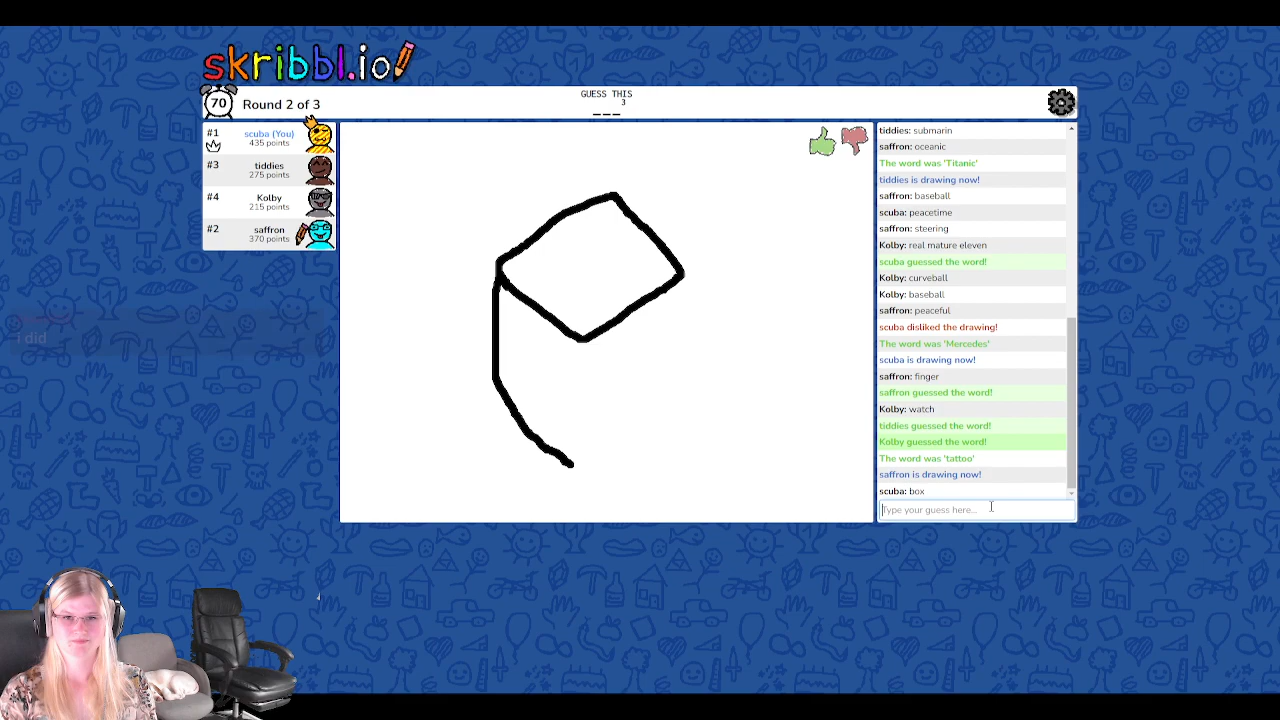 skribbl.io
70
Round 2 of 3
GUESS THIS
3
___
#1
scuba (You)
435 points
#3
tiddies
275 points
#4
Kolby
215 points
#2
saffron
370 points
i did
tiddies: submarin
saffron: oceanic
The word was 'Titanic'
tiddies is drawing now!
saffron: baseball
scuba: peacetime
saffron: steering
Kolby: real mature eleven
scuba guessed the word!
Kolby: curveball
Kolby: baseball
saffron: peaceful
scuba disliked the drawing!
The word was 'Mercedes'
scuba is drawing now!
saffron: finger
saffron guessed the word!
Kolby: watch
tiddies guessed the word!
Kolby guessed the word!
The word was 'tattoo'
saffron is drawing now!
scuba: box
Type your guess here...